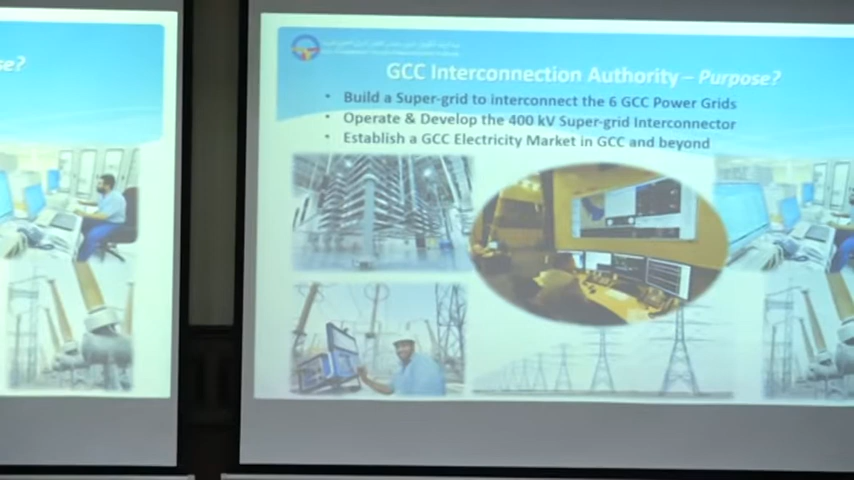 se?
GCC Interconnection Authority – Purpose?
• Build a Super-grid to interconnect the 6 GCC Power Grids
• Operate & Develop the 400 kV Super-grid Interconnector
• Establish a GCC Electricity Market in GCC and beyond